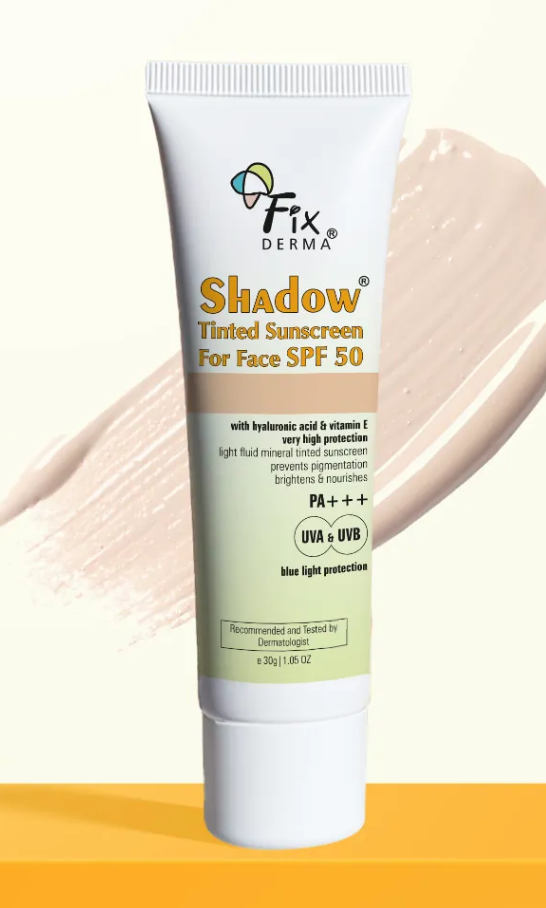 Fix®
DERMA
Shadow®
Tinted Sunscreen
For Face SPF 50
with hyaluronic acid & vitamin E
very high protection
light fluid mineral tinted sunscreen
prevents pigmentation
brightens & nourishes
PA+++
UVA & UVB
blue light protection
Recommended and Tested by
Dermatologist
e 30g | 1.05 OZ